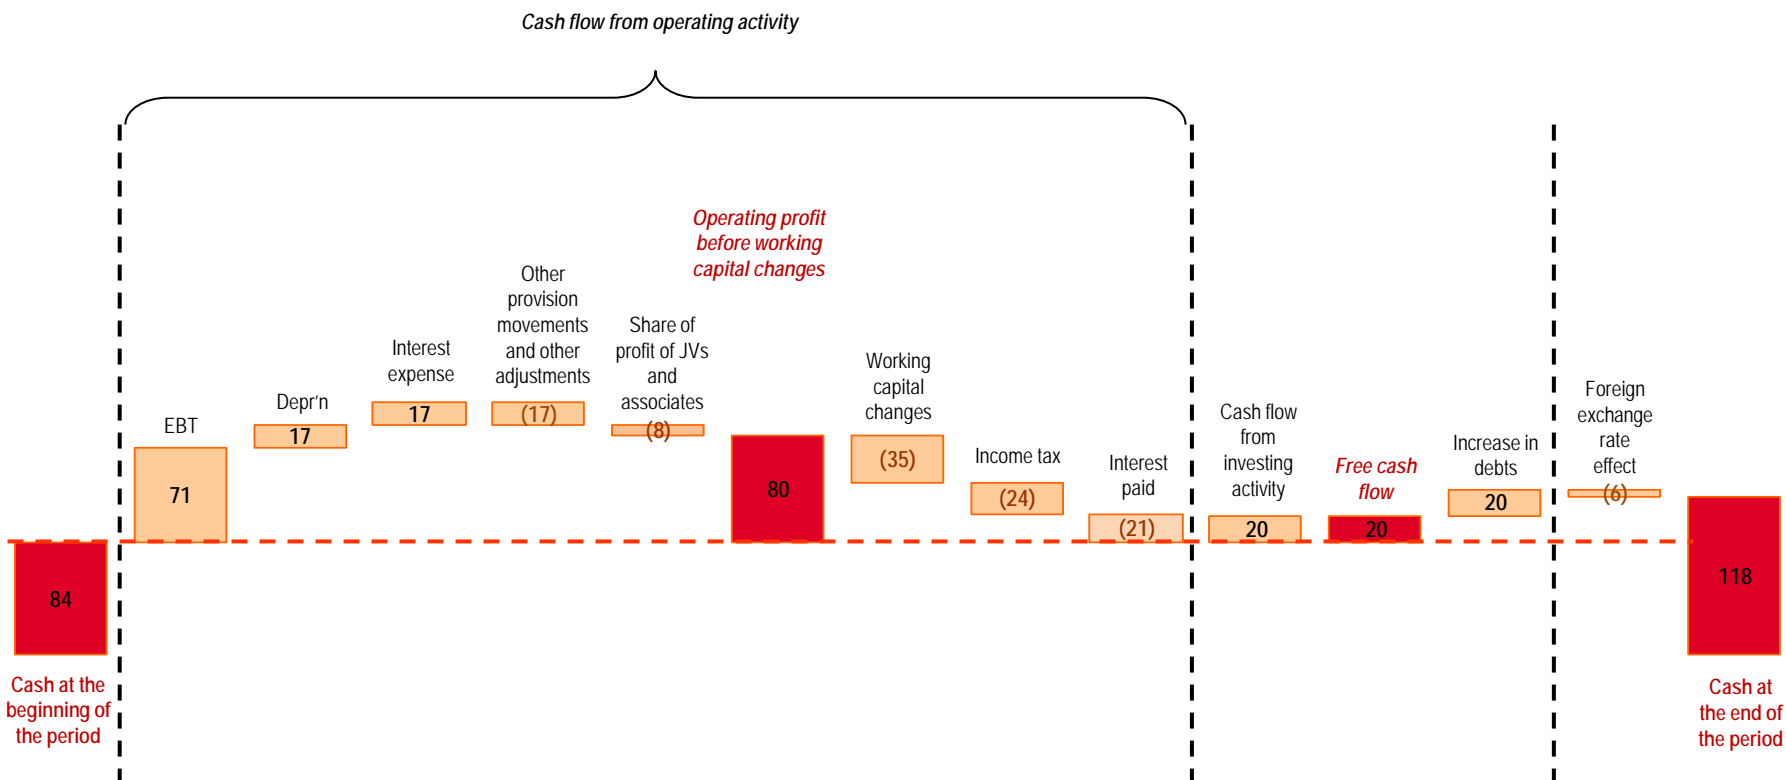 Cash flow from operating activity
Operating profit
before working
capital changes
Other
provision
movements
and other
adjustments
Share of
profit of JVs
and
associates
Interest
expense
Depr'n
EBT
Working
capital
changes
Income tax
Interest
paid
Cash flow
from
investing
activity
Free cash
flow
Increase in
debts
Foreign
exchange
rate
effect
84
71
17
17
(17)
(8)
80
(35)
(24)
(21)
20
20
20
(6)
118
Cash at the
beginning of
the period
Cash at
the end of
the period